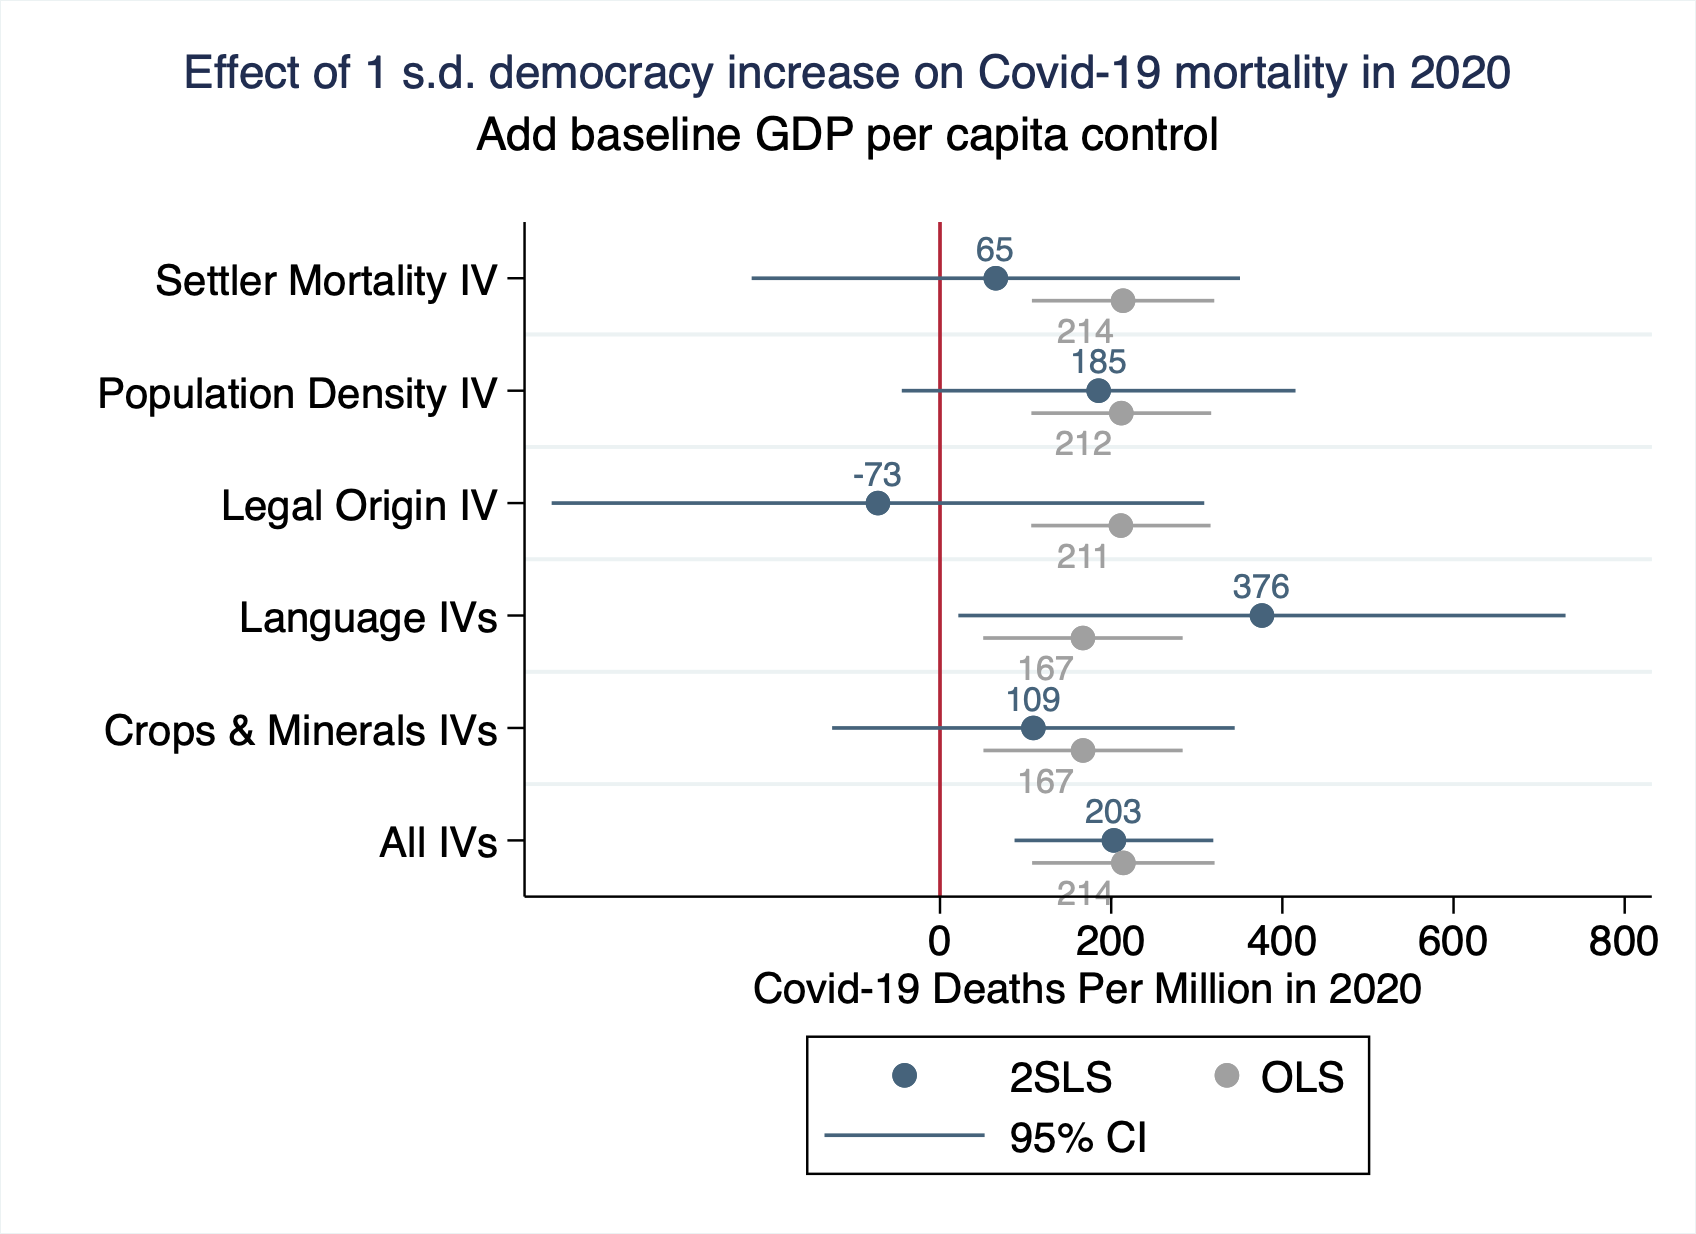 Effect of 1 s.d. democracy increase on Covid-19 mortality in 2020
Add baseline GDP per capita control
Settler Mortality IV
65
214
Population Density IV
185
212
Legal Origin IV
-73
211
Language IVs
376
167
Crops & Minerals IVs
109
167
All IVs
203
214
0 200 400 600 800
Covid-19 Deaths Per Million in 2020
2SLS OLS
95% CI